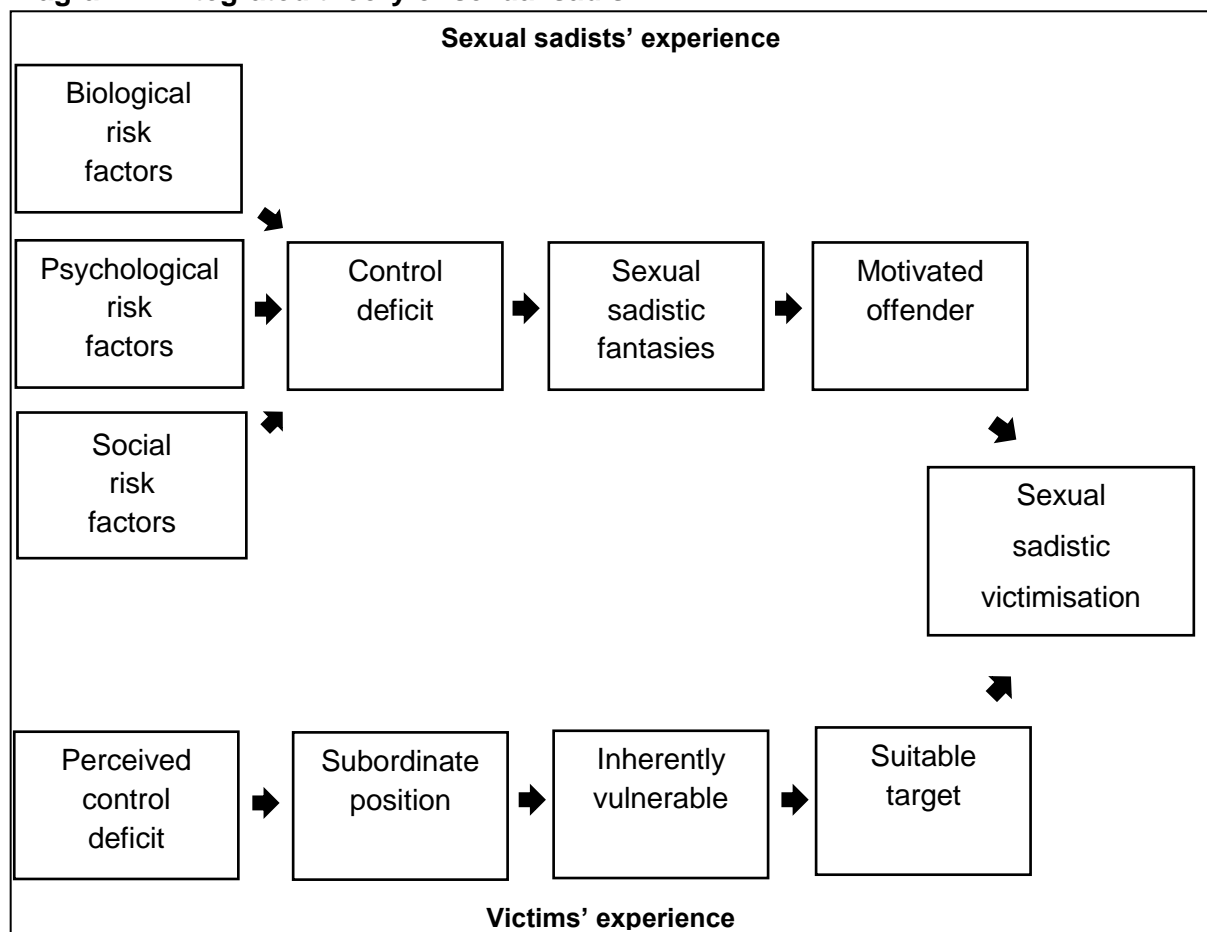 Sexual sadists’ experience
Biological
risk
factors
Psychological
risk
factors
Social
risk
factors
Control
deficit
Sexual
sadistic
fantasies
Motivated
offender
Sexual
sadistic
victimisation
Perceived
control
deficit
Subordinate
position
Inherently
vulnerable
Suitable
target
Victims’ experience